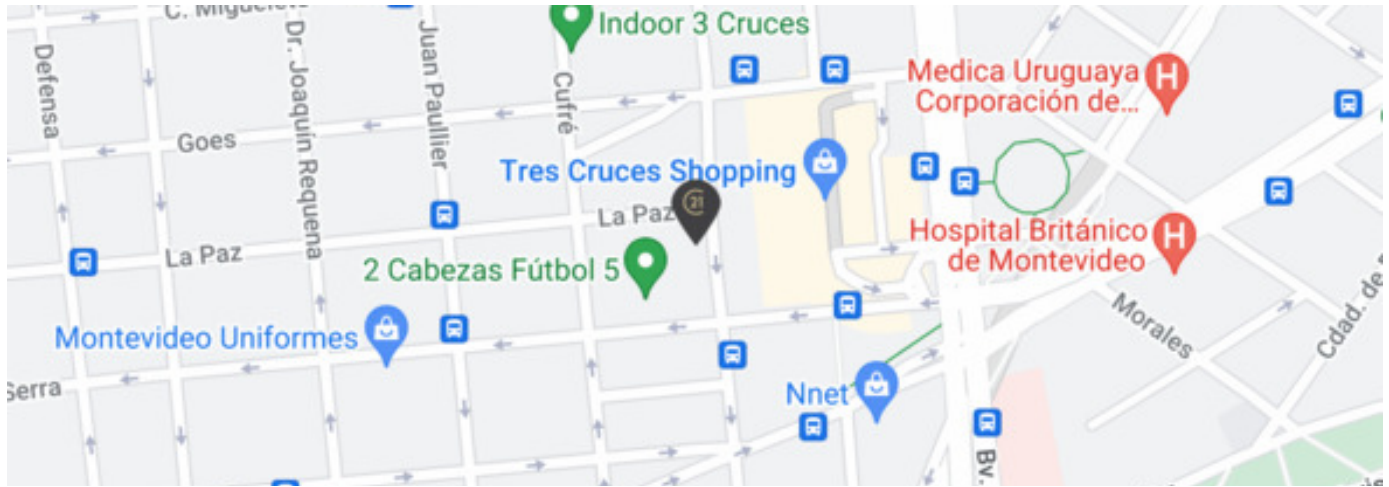 C. Miguelete
Indoor 3 Cruces
Defensa
Dr. Joaquín Requena
Juan Paullier
Cufré
Medica Uruguaya
Corporación de...
Goes
Tres Cruces Shopping
21
La Paz
La Paz
Hospital Británico
de Montevideo
2 Cabezas Fútbol 5
Montevideo Uniformes
Morales
Cdad. de
Serra
Nnet
Bv.